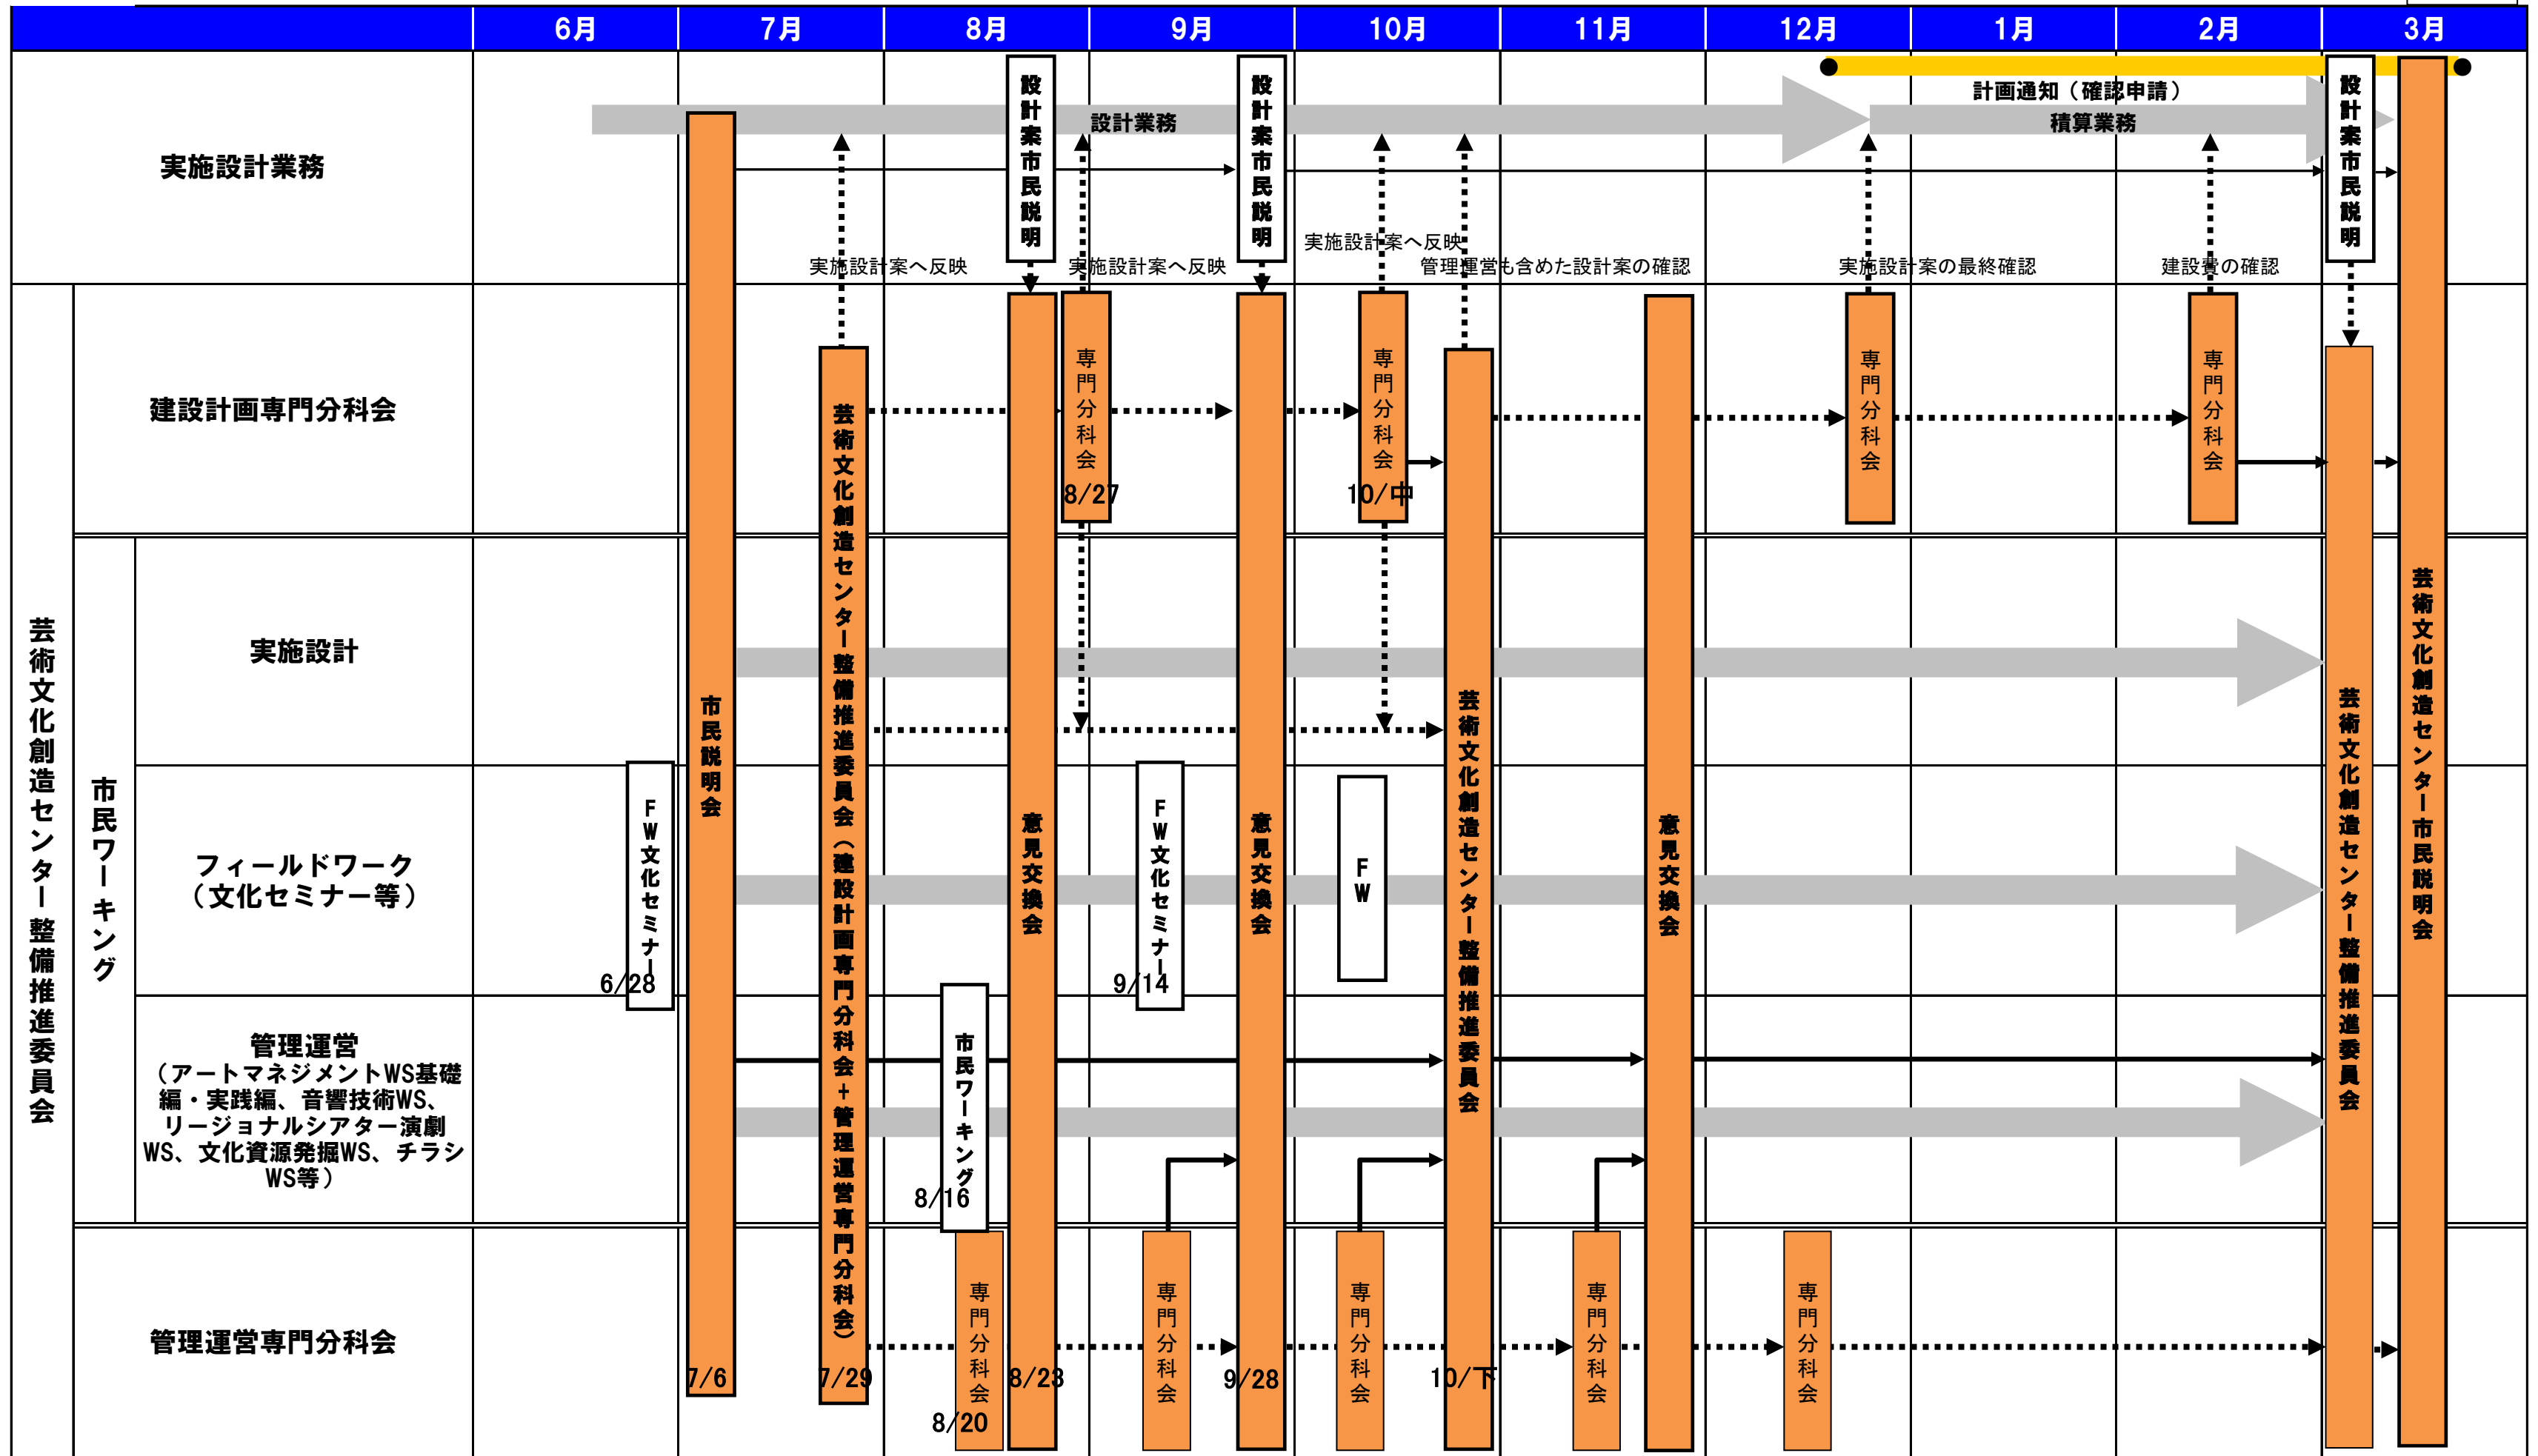 6月
7月
8月
9月
10月
11月
12月
1月
2月
3月
実施設計業務
設計業務
計画通知（確認申請）
積算業務
設計案市民説明
設計案市民説明
設計案市民説明
実施設計案へ反映
実施設計案へ反映
実施設計案へ反映
管理運営も含めた設計案の確認
実施設計案の最終確認
建設費の確認
芸術文化創造センター整備推進委員会
建設計画専門分科会
専門分科会
8/27
専門分科会
10/中
専門分科会
専門分科会
市民ワーキング
実施設計
フィールドワーク
（文化セミナー等）
FW文化セミナー
6/28
FW文化セミナー
9/14
FW
管理運営
（アートマネジメントWS基礎
編・実践編、音響技術WS、
リージョナルシアター演劇
WS、文化資源発掘WS、チラシ
WS等）
市民ワーキング
8/16
管理運営専門分科会
専門分科会
8/20
専門分科会
専門分科会
専門分科会
専門分科会
市民説明会
7/6
芸術文化創造センター整備推進委員会（建設計画専門分科会+管理運営専門分科会）
7/29
意見交換会
8/23
意見交換会
9/28
芸術文化創造センター整備推進委員会
10/下
意見交換会
芸術文化創造センター整備推進委員会
芸術文化創造センター市民説明会